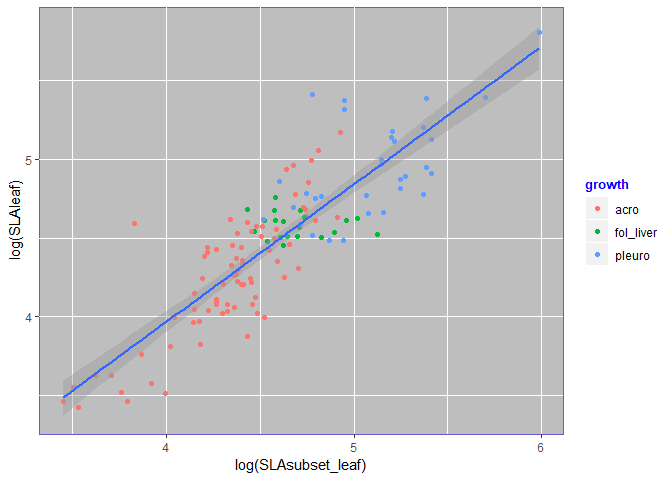 log(SLAleaf)
5
4
4
5
6
log(SLAsubset_leaf)
growth
acro
fol_liver
pleuro